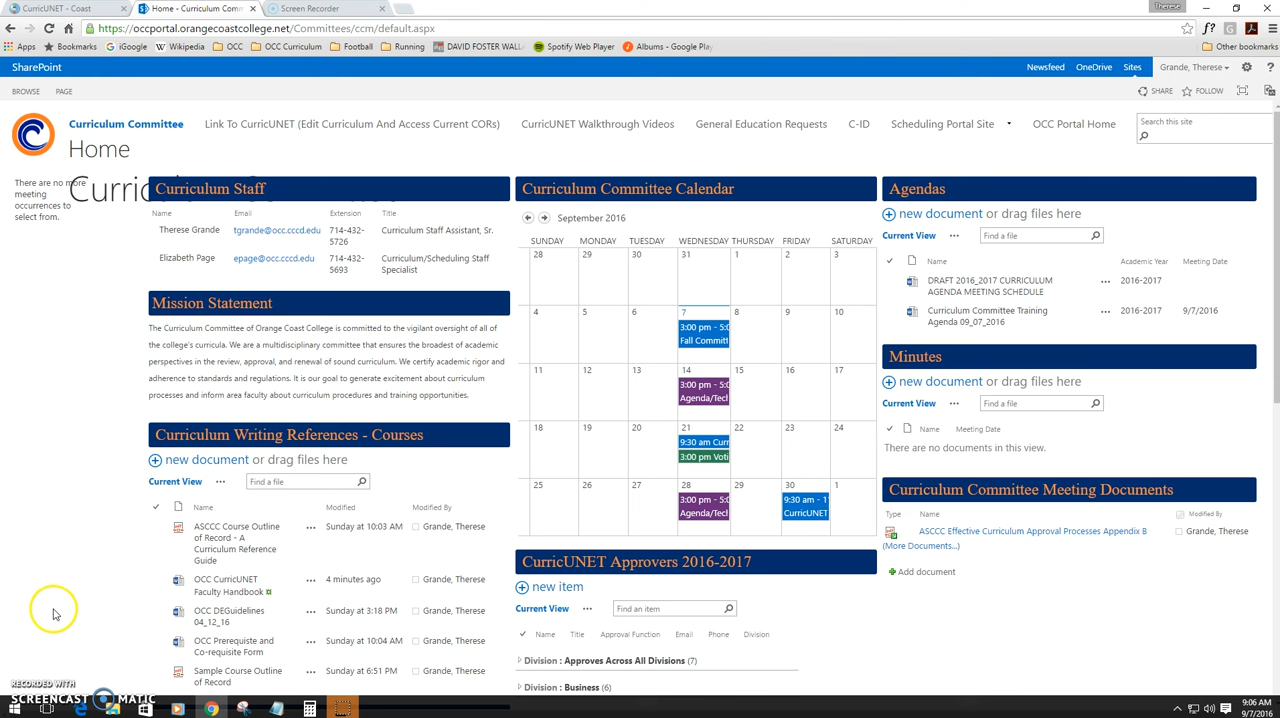 CurricUNET - Coast
Home - Curriculum Comm
Screen Recorder
Therese
https://occportal.orangecoastcollege.net/Committees/ccm/default.aspx
Apps
Bookmarks
iGoogle
Wikipedia
OCC
OCC Curriculum
Football
Running
DAVID FOSTER WALL
Spotify Web Player
Albums - Google Play
Other bookmarks
SharePoint
Newsfeed
OneDrive
Sites
Grande, Therese
BROWSE
PAGE
SHARE
FOLLOW
Curriculum Committee
Link To CurricUNET (Edit Curriculum And Access Current CORs)
CurricUNET Walkthrough Videos
General Education Requests
C-ID
Scheduling Portal Site
OCC Portal Home
Search this site
Home
There are no more
meeting
occurrences to
select from.
Curriculum Staff
Name Email Extension Title
Therese Grande tgrande@occ.cccd.edu 714-432-
5726 Curriculum Staff Assistant, Sr.
Elizabeth Page epage@occ.cccd.edu 714-432-
5693 Curriculum/Scheduling Staff
Specialist
Mission Statement
The Curriculum Committee of Orange Coast College is committed to the vigilant oversight of all of
the college's curricula. We are a multidisciplinary committee that ensures the broadest of academic
perspectives in the review, approval, and renewal of sound curriculum. We certify academic rigor and
adherence to standards and regulations. It is our goal to generate excitement about curriculum
processes and inform area faculty about curriculum procedures and training opportunities.
Curriculum Writing References - Courses
new document or drag files here
Current View ... Find a file
Name Modified Modified By
ASCCC Course Outline
of Record - A
Curriculum Reference
Guide
... Sunday at 10:03 AM Grande, Therese
OCC CurricUNET
Faculty Handbook
... 4 minutes ago Grande, Therese
OCC DEGuidelines
04_12_16
... Sunday at 3:18 PM Grande, Therese
OCC Prerequiste and
Co-requisite Form
... Sunday at 10:04 AM Grande, Therese
Sample Course Outline
of Record
... Sunday at 6:51 PM Grande, Therese
Curriculum Committee Calendar
September 2016
SUNDAY MONDAY TUESDAY WEDNESDAY THURSDAY FRIDAY SATURDAY
28 29 30 31 1 2 3
4 5 6 7 8 9 10
3:00 pm - 5:0
Fall Committ
11 12 13 14 15 16 17
3:00 pm - 5:0
Agenda/Tecl
18 19 20 21 22 23 24
9:30 am Curr
3:00 pm Voti
25 26 27 28 29 30 1
3:00 pm - 5:0
Agenda/Tecl
9:30 am - 1
CurricUNET
CurricUNET Approvers 2016-2017
new item
Current View ... Find an item
Name Title Approval Function Email Phone Division
Division : Approves Across All Divisions (7)
Division : Business (6)
Agendas
new document or drag files here
Current View ... Find a file
Name Academic Year Meeting Date
DRAFT 2016_2017 CURRICULUM
AGENDA MEETING SCHEDULE
... 2016-2017
Curriculum Committee Training
Agenda 09_07_2016
... 2016-2017 9/7/2016
Minutes
new document or drag files here
Current View ... Find a file
Name Meeting Date
There are no documents in this view.
Curriculum Committee Meeting Documents
Type Name Modified By
ASCCC Effective Curriculum Approval Processes Appendix B Grande, Therese
(More Documents...)
Add document
RECORDED WITH
SCREENCAST MATIC
9:06 AM
9/7/2016